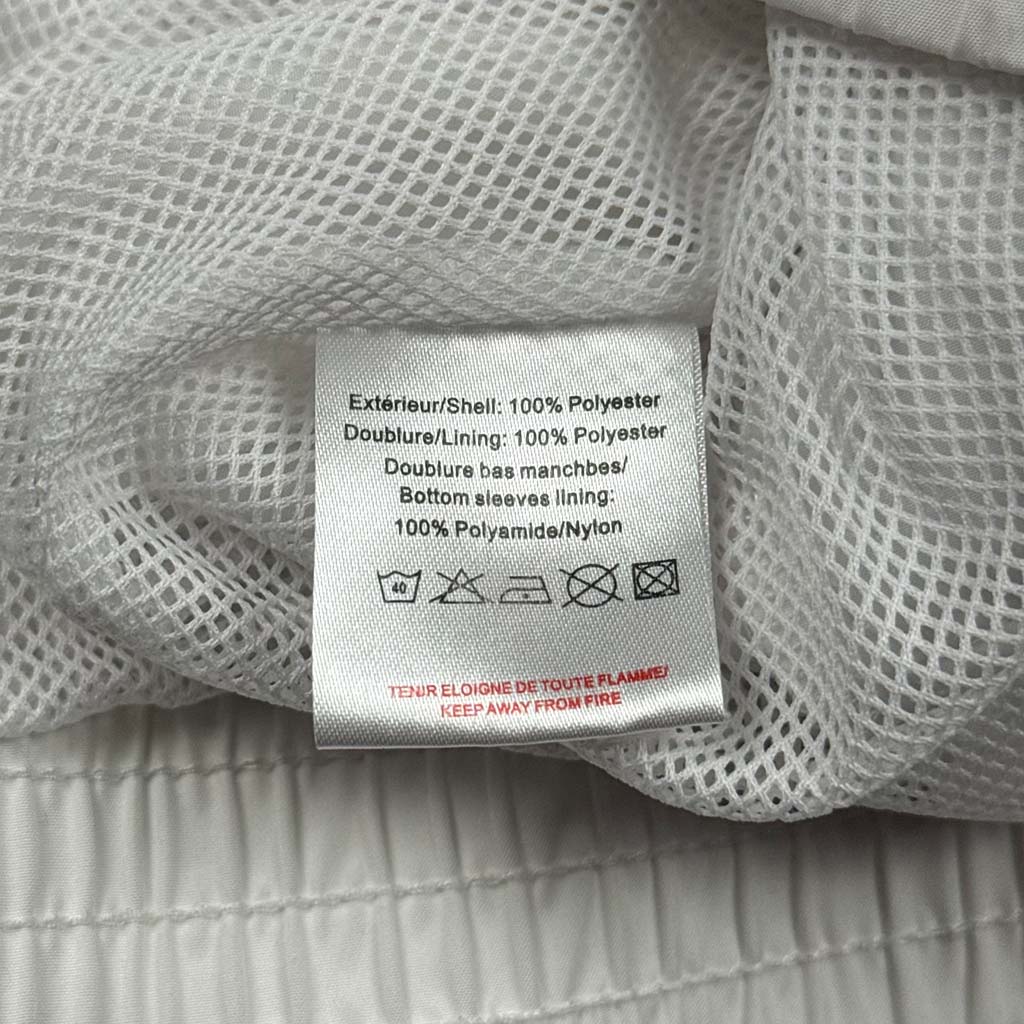 Extérieur/Shell: 100% Polyester
Doublure/Lining: 100% Polyester
Doublure bas manchbes/
Bottom sleeves lining:
100% Polyamide/Nylon
40
TENIR ELOIGNE DE TOUTE FLAMME/
KEEP AWAY FROM FIRE